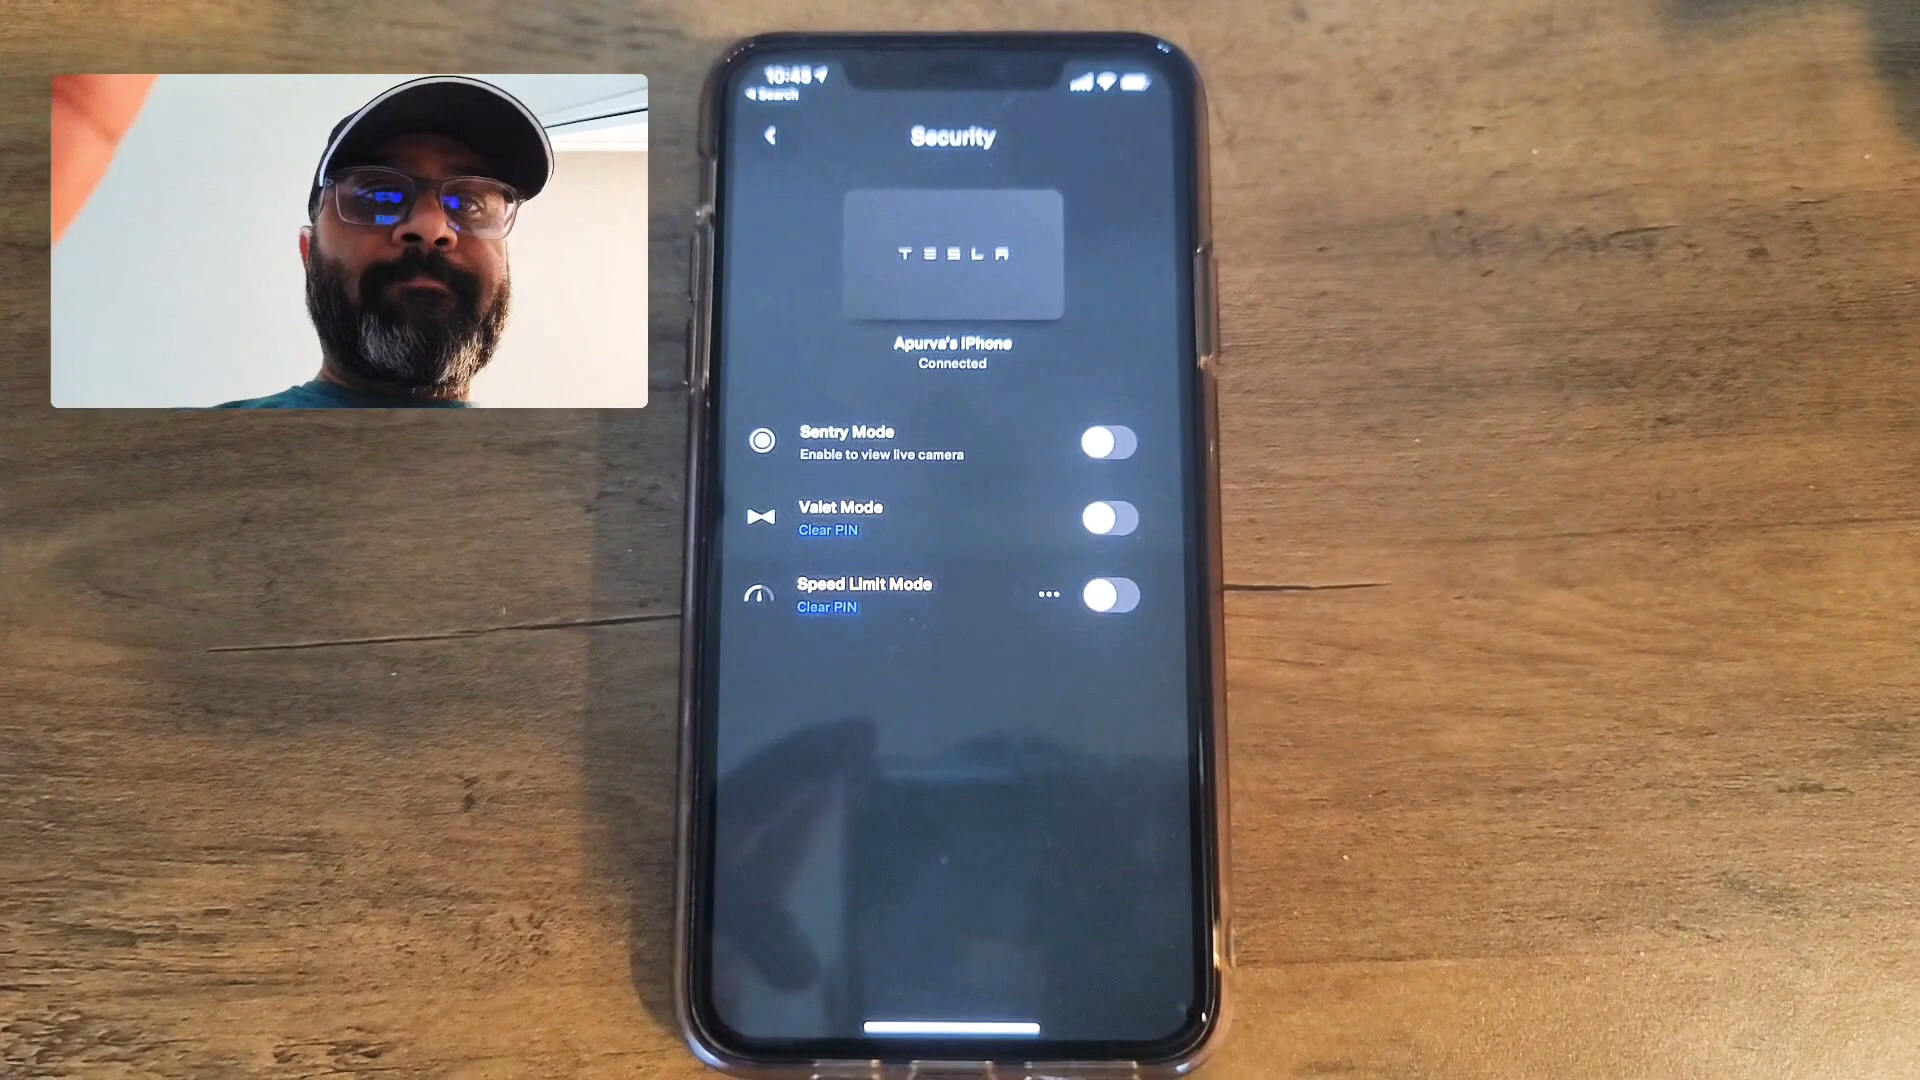 10:45
Search
Security
TESLA
Apurva's iPhone
Connected
Sentry Mode
Enable to view live camera
Valet Mode
Clear PIN
Speed Limit Mode
Clear PIN